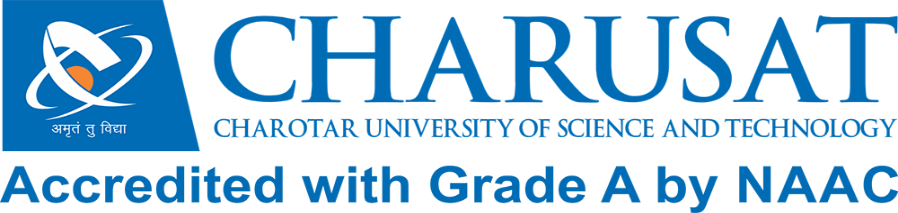 CHARUSAT
अमृतं तु विद्या
CHAROTAR UNIVERSITY OF SCIENCE AND TECHNOLOGY
Accredited with Grade A by NAAC